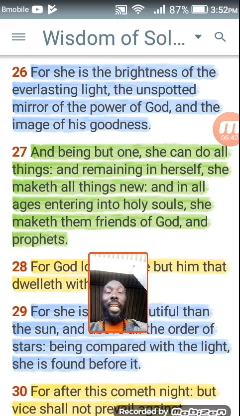 Bmobile 87% 3:52PM
Wisdom of Sol...
26 For she is the brightness of the
everlasting light, the unspotted
mirror of the power of God, and the
image of his goodness.
27 And being but one, she can do all
things: and remaining in herself, she
maketh all things new: and in all
ages entering into holy souls, she
maketh them friends of God, and
prophets.
28 For God but him that
dwelleth
29 For she is than
the sun, and the order of
stars: being compared with the light,
she is found before it.
30 For after this cometh night: but
vice shall not
Recorded by Mobizen